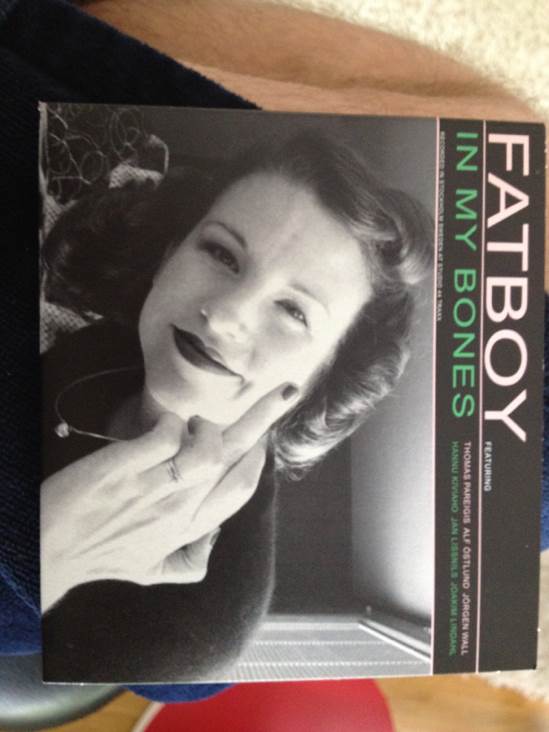 FATBOY
IN MY BONES
FEATURING
THOMAS PAREIGIS ALF ÖSTLUND JÖRGEN WALL
HANNU KIVIAHO JAN LISSNILS JOAKIM LINDAHL
RECORDED IN STOCKHOLM SWEDEN AT STUDIO 44 TRAXX